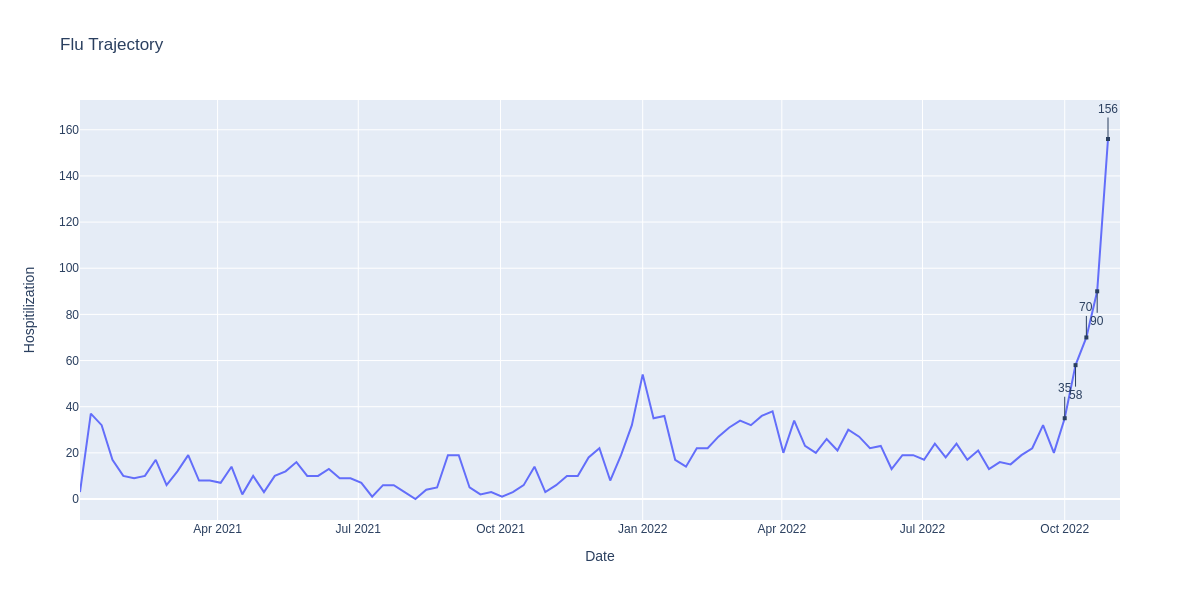 Flu Trajectory
156
160
140
120
100
80
60
40
20
0
70
90
35
58
Hospitilization
Apr 2021
Jul 2021
Oct 2021
Jan 2022
Apr 2022
Jul 2022
Oct 2022
Date